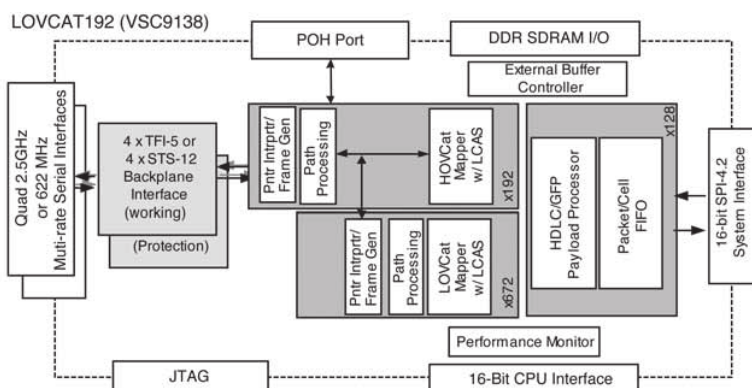 LOVCAT192 (VSC9138)
POH Port
DDR SDRAM I/O
External Buffer
Controller
Quad 2.5GHz
or 622 MHz
Muti-rate Serial Interfaces
4 x TFI-5 or
4 x STS-12
Backplane
Interface
(working)
(Protection)
Pntr Intrprtr/
Frame Gen
Path
Processing
HOVCat
Mapper
w/ LCAS
x192
Pntr Intrprtr/
Frame Gen
Path
Processing
LOVCat
Mapper
w/ LCAS
x672
x128
HDLC/GFP
Payload Processor
Packet/Cell
FIFO
16-bit SPI-4.2
System Interface
Performance Monitor
JTAG
16-Bit CPU Interface